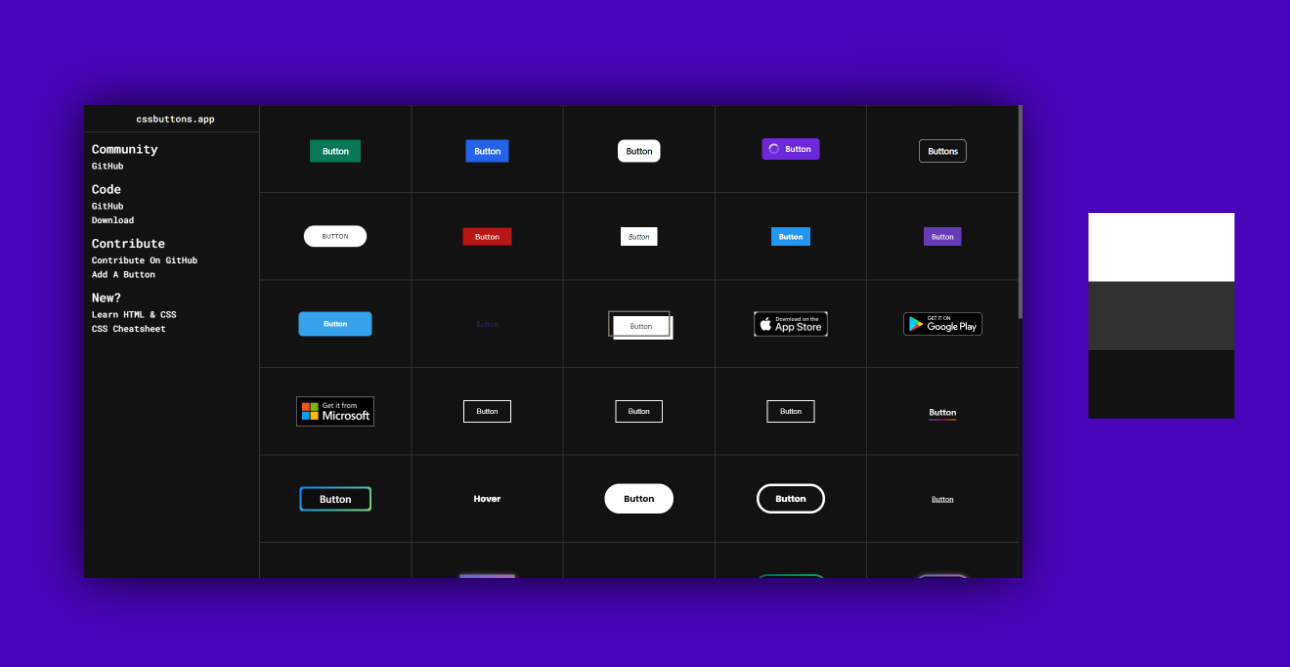 cssbuttons.app
Community
GitHub
Code
GitHub
Download
Contribute
Contribute On GitHub
Add A Button
New?
Learn HTML & CSS
CSS Cheatsheet
Button
Button
Button
Button
Buttons
BUTTON
Button
Button
Button
Button
Button
Button
Button
Download on the
App Store
GET IT ON
Google Play
Get it from
Microsoft
Button
Button
Button
Button
Button
Hover
Button
Button
Button